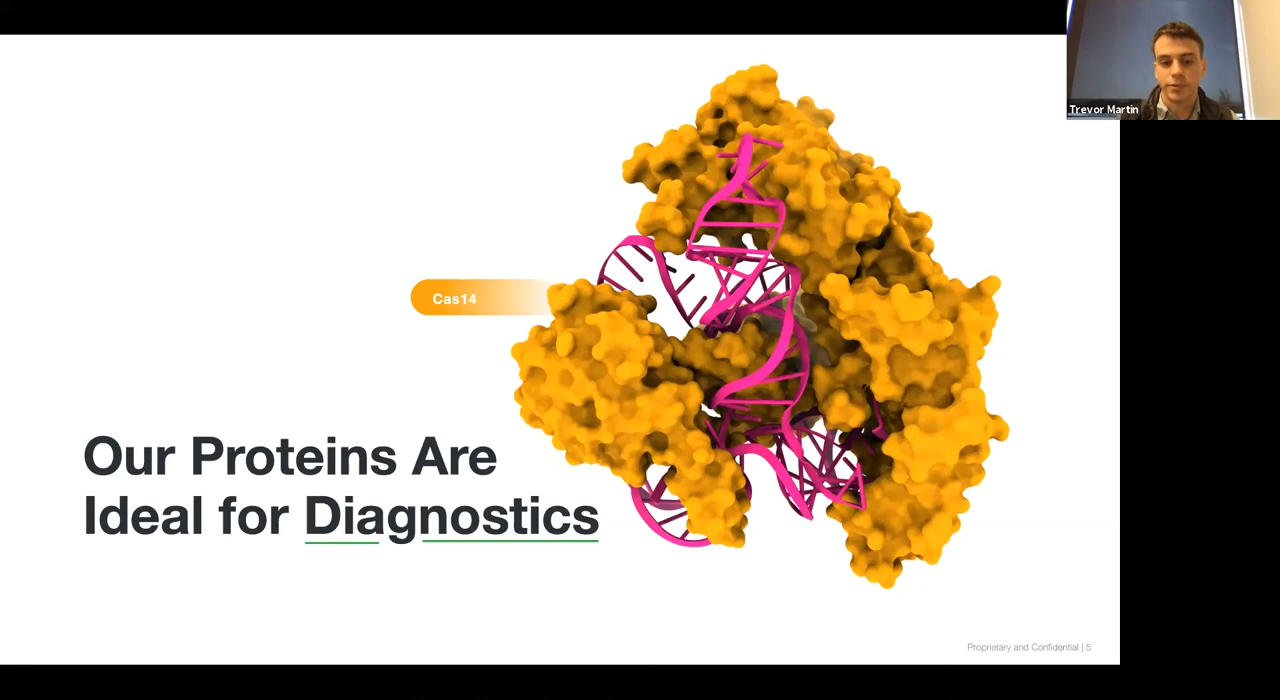 Trevor Martin
Cas14
Our Proteins Are
Ideal for Diagnostics
Proprietary and Confidential | 5